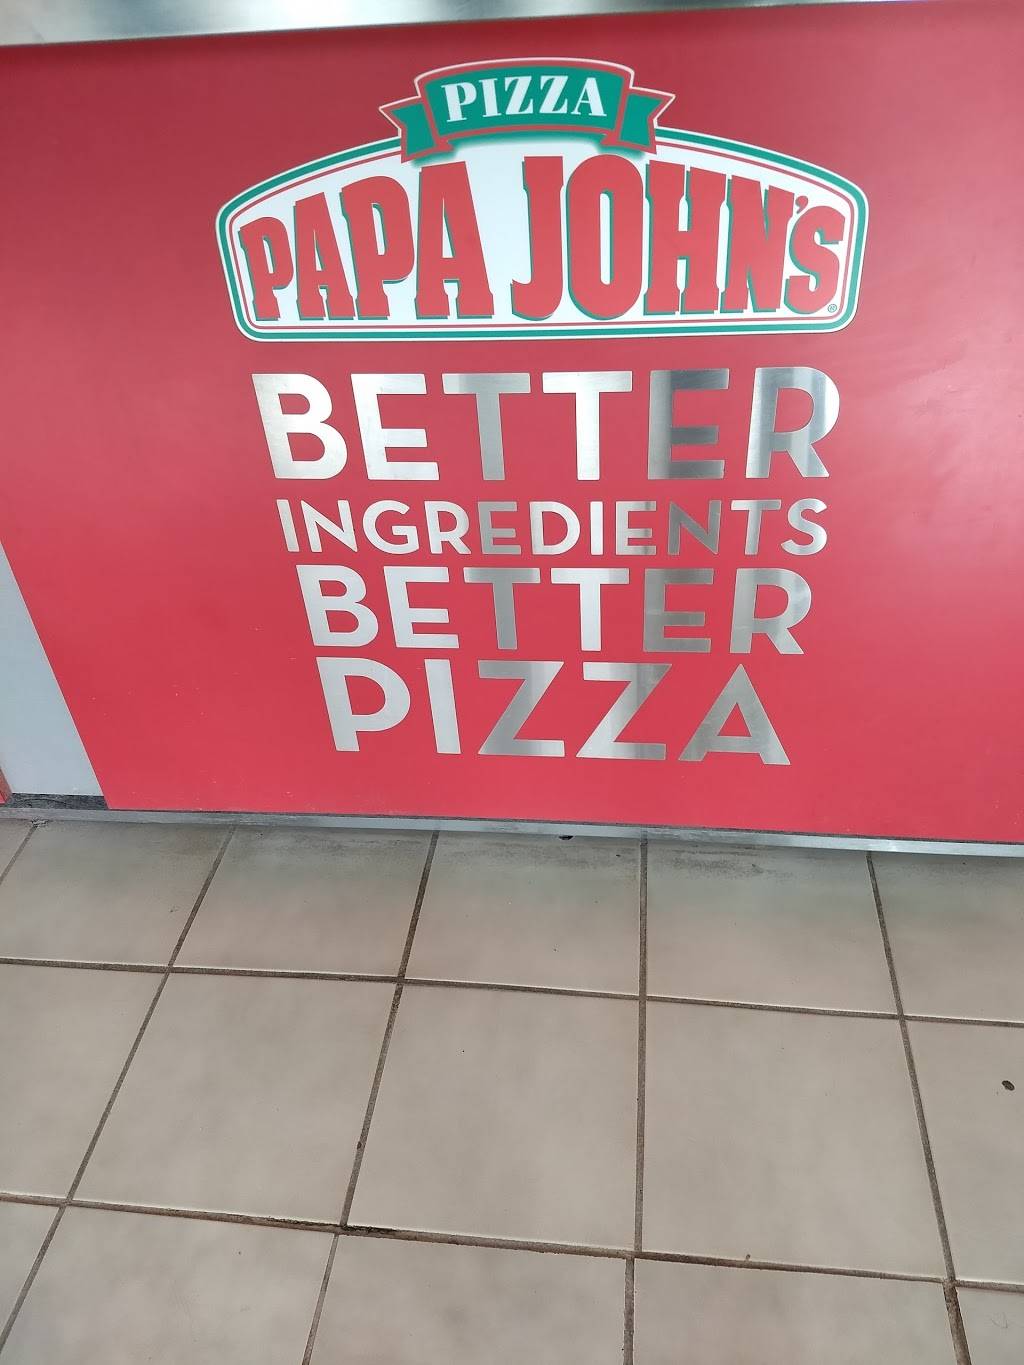 PIZZA
PAPA JOHN'S®
BETTER
INGREDIENTS
BETTER
PIZZA